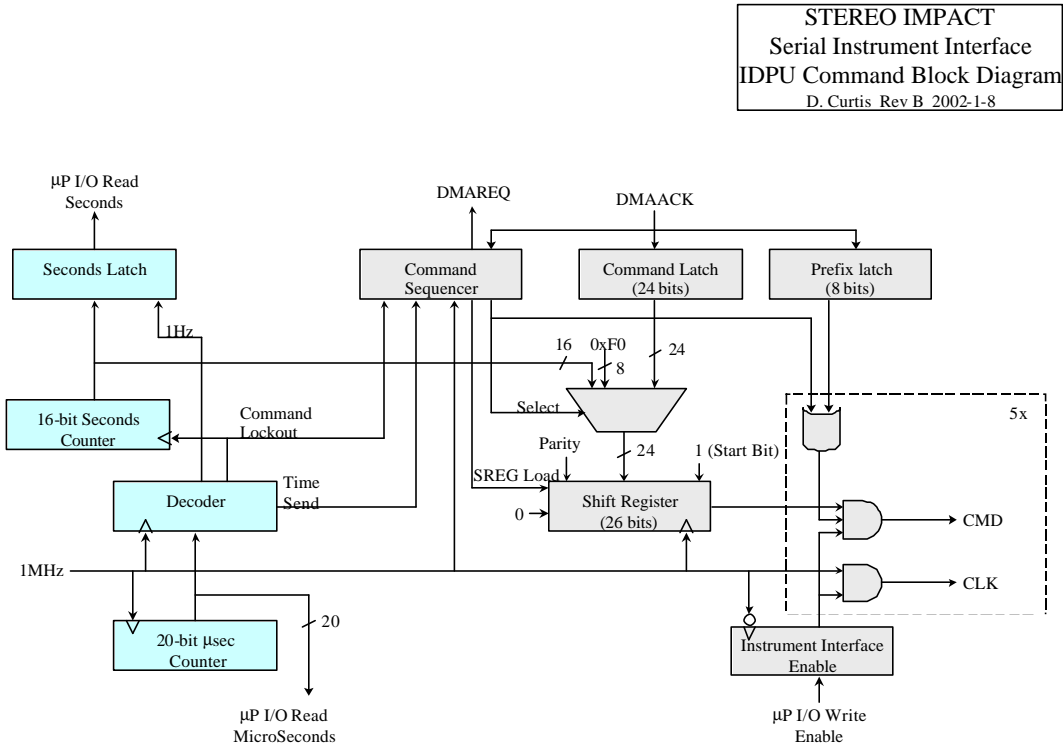 STEREO IMPACT
Serial Instrument Interface
IDPU Command Block Diagram
D. Curtis Rev B 2002-1-8
μP I/O Read
Seconds
DMAREQ
DMAACK
Seconds Latch
Command
Sequencer
Command Latch
(24 bits)
Prefix latch
(8 bits)
1Hz
16
0xF0
8
24
16-bit Seconds
Counter
Command
Lockout
Select
5x
Parity
24
1 (Start Bit)
SREG Load
Decoder
Time
Send
Shift Register
(26 bits)
0
CMD
1MHz
CLK
20-bit μsec
Counter
20
Instrument Interface
Enable
μP I/O Read
MicroSeconds
μP I/O Write
Enable